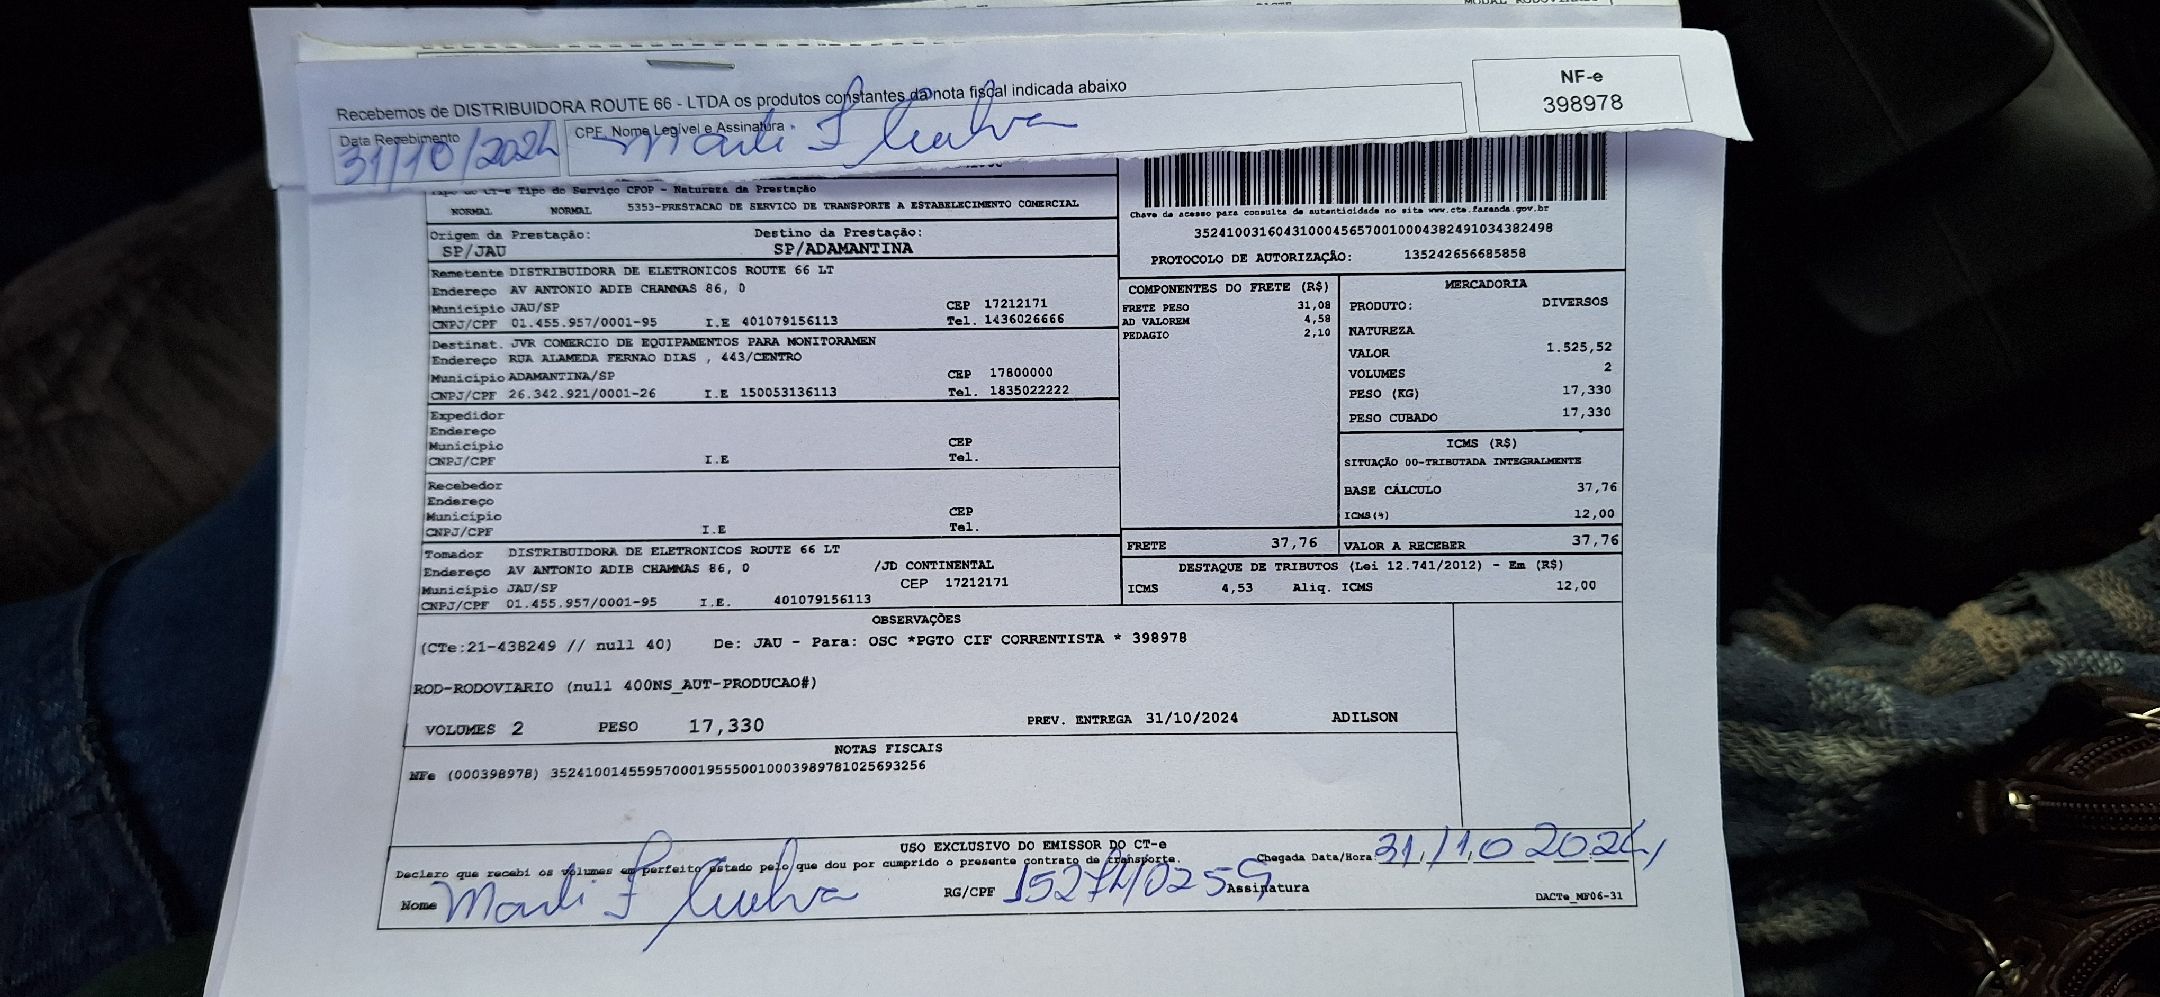 Recebemos de DISTRIBUIDORA ROUTE 66 - LTDA os produtos constantes da nota fiscal indicada abaixo
NF-e
398978
Data Recebimento
CPF, Nome Legível e Assinatura
31/10/2024
Tipo do CT-e Tipo do Serviço CFOP - Natureza da Prestação
NORMAL NORMAL 5353-PRESTACAO DE SERVICO DE TRANSPORTE A ESTABELECIMENTO COMERCIAL
Chave de acesso para consulta de autenticidade no site www.cte.fazenda.gov.br
35241003160431000456570010004382491034382498
PROTOCOLO DE AUTORIZAÇÃO: 135242656685858
Origem da Prestação: Destino da Prestação:
SP/JAU SP/ADAMANTINA
Remetente DISTRIBUIDORA DE ELETRONICOS ROUTE 66 LT
Endereço AV ANTONIO ADIB CHAMMAS 86, 0
Município JAU/SP CEP 17212171
CNPJ/CPF 01.455.957/0001-95 I.E 401079156113 Tel. 1436026666
Destinat. JVR COMERCIO DE EQUIPAMENTOS PARA MONITORAMEN
Endereço RUA ALAMEDA FERNAO DIAS , 443/CENTRO
Município ADAMANTINA/SP CEP 17800000
CNPJ/CPF 26.342.921/0001-26 I.E 150053136113 Tel. 1835022222
Expedidor
Endereço
Município CEP
CNPJ/CPF I.E Tel.
Recebedor
Endereço
Município CEP
CNPJ/CPF I.E Tel.
Tomador DISTRIBUIDORA DE ELETRONICOS ROUTE 66 LT
Endereço AV ANTONIO ADIB CHAMMAS 86, 0 /JD CONTINENTAL
Município JAU/SP CEP 17212171
CNPJ/CPF 01.455.957/0001-95 I.E. 401079156113
COMPONENTES DO FRETE (R$)
FRETE PESO 31,08
AD VALOREM 4,58
PEDAGIO 2,10
MERCADORIA
PRODUTO: DIVERSOS
NATUREZA
VALOR 1.525,52
VOLUMES 2
PESO (KG) 17,330
PESO CUBADO 17,330
ICMS (R$)
SITUAÇÃO 00-TRIBUTADA INTEGRALMENTE
BASE CÁLCULO 37,76
ICMS(%) 12,00
FRETE 37,76 VALOR A RECEBER 37,76
DESTAQUE DE TRIBUTOS (Lei 12.741/2012) - Em (R$)
ICMS 4,53 Aliq. ICMS 12,00
OBSERVAÇÕES
(CTe:21-438249 // null 40) De: JAU - Para: OSC *PGTO CIF CORRENTISTA * 398978
ROD-RODOVIARIO (null 400NS_AUT-PRODUCAO#)
VOLUMES 2 PESO 17,330 PREV. ENTREGA 31/10/2024 ADILSON
NOTAS FISCAIS
NFe (000398978) 35241001455957000195550010003989781025693256
USO EXCLUSIVO DO EMISSOR DO CT-e
Declaro que recebi os volumes em perfeito estado pelo que dou por cumprido o presente contrato de transporte. Chegada Data/Hora 31/10 2024
Nome RG/CPF Assinatura
DACTe_MF06-31